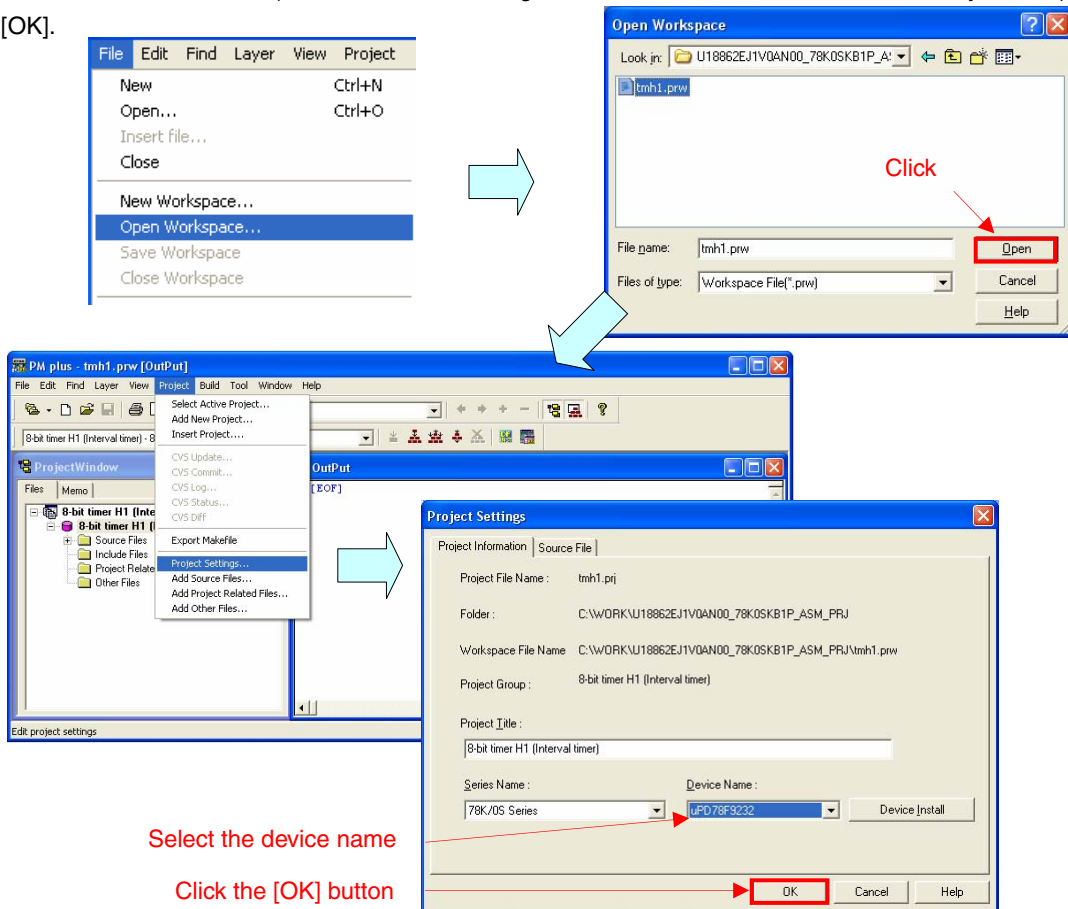 [OK].
File Edit Find Layer View Project
New Ctrl+N
Open... Ctrl+O
Insert file...
Close
New Workspace...
Open Workspace...
Save Workspace
Close Workspace
Open Workspace
Look in: U18862EJ1V0AN00_78K0SKB1P_A
tmh1.prw
Click
File name: tmh1.prw Open
Files of type: Workspace File(*.prw) Cancel
Help
PM plus - tmh1.prw [OutPut]
File Edit Find Layer View Project Build Tool Window Help
Select Active Project...
Add New Project...
Insert Project....
8-bit timer H1 (Interval timer) - 8
CVS Update...
CVS Commit...
CVS Log...
CVS Status...
CVS Diff
Export Makefile
Project Settings...
Add Source Files...
Add Project Related Files...
Add Other Files...
ProjectWindow
Files Memo
8-bit timer H1 (Inte
8-bit timer H1 (
Source Files
Include Files
Project Relate
Other Files
OutPut
[EOF]
Edit project settings
Project Settings
Project Information Source File
Project File Name : tmh1.prj
Folder : C:\WORK\U18862EJ1V0AN00_78K0SKB1P_ASM_PRJ
Workspace File Name C:\WORK\U18862EJ1V0AN00_78K0SKB1P_ASM_PRJ\tmh1.prw
Project Group : 8-bit timer H1 (Interval timer)
Project Title :
8-bit timer H1 (Interval timer)
Series Name : Device Name :
78K/0S Series uPD78F9232 Device Install
Select the device name
Click the [OK] button
OK Cancel Help